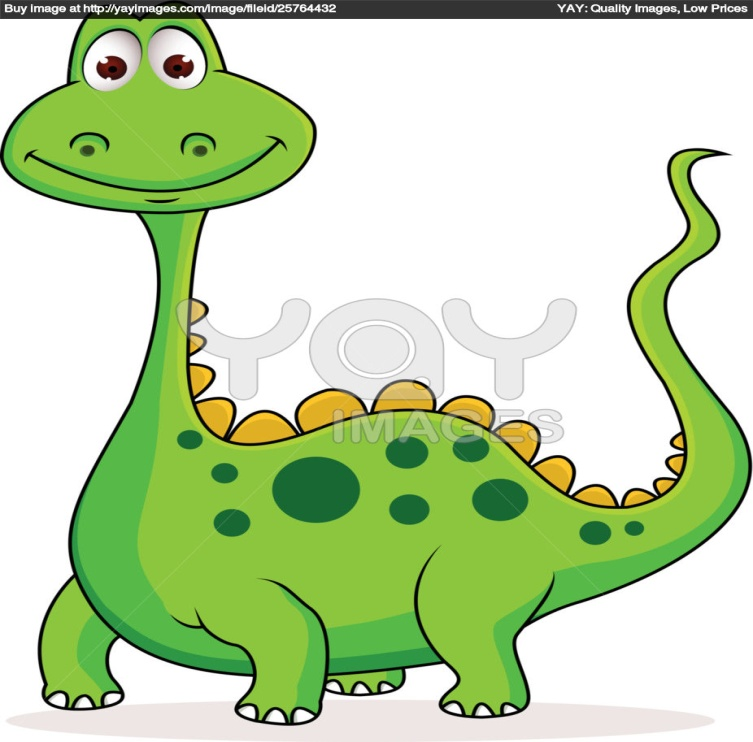 Buy image at http://yayimages.com/image/fileid/25764432
YAY: Quality Images, Low Prices
YAY
IMAGES